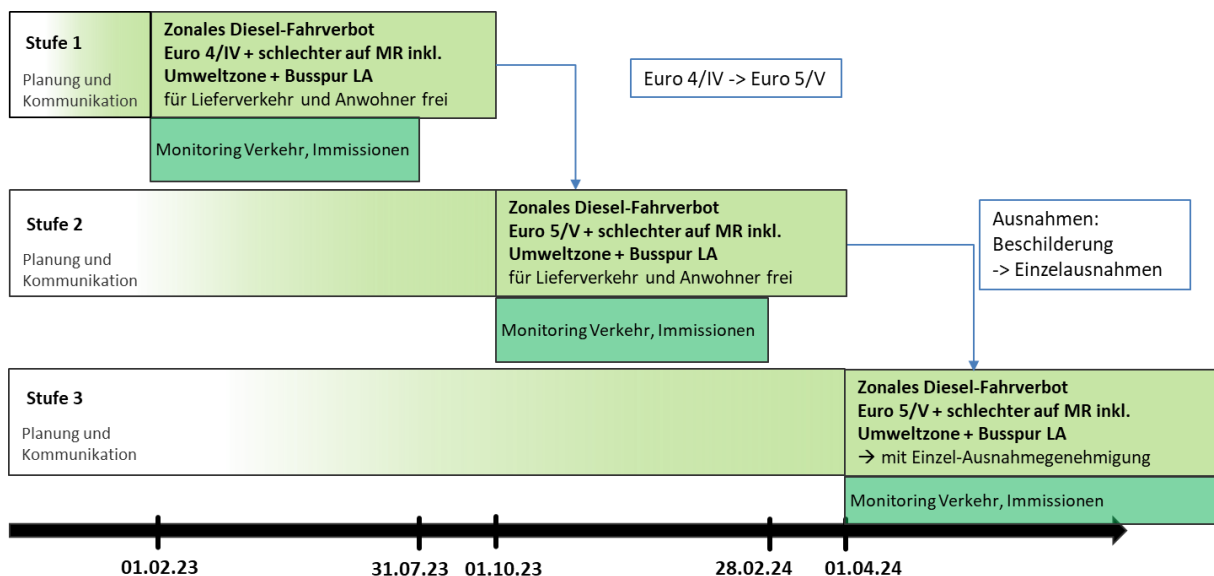 Stufe 1
Planung und
Kommunikation
Zonales Diesel-Fahrverbot
Euro 4/IV + schlechter auf MR inkl.
Umweltzone + Busspur LA
für Lieferverkehr und Anwohner frei
Euro 4/IV -> Euro 5/V
Monitoring Verkehr, Immissionen
Stufe 2
Planung und
Kommunikation
Zonales Diesel-Fahrverbot
Euro 5/V + schlechter auf MR inkl.
Umweltzone + Busspur LA
für Lieferverkehr und Anwohner frei
Ausnahmen:
Beschilderung
-> Einzelausnahmen
Monitoring Verkehr, Immissionen
Stufe 3
Planung und
Kommunikation
Zonales Diesel-Fahrverbot
Euro 5/V + schlechter auf MR inkl.
Umweltzone + Busspur LA
→ mit Einzel-Ausnahmegenehmigung
Monitoring Verkehr, Immissionen
01.02.23
31.07.23
01.10.23
28.02.24
01.04.24